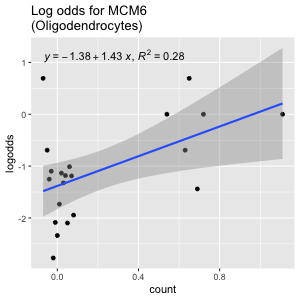 Log odds for MCM6
(Oligodendrocytes)
y = −1.38 + 1.43 x, R² = 0.28
1
0
-1
-2
logodds
0.0 0.4 0.8
count